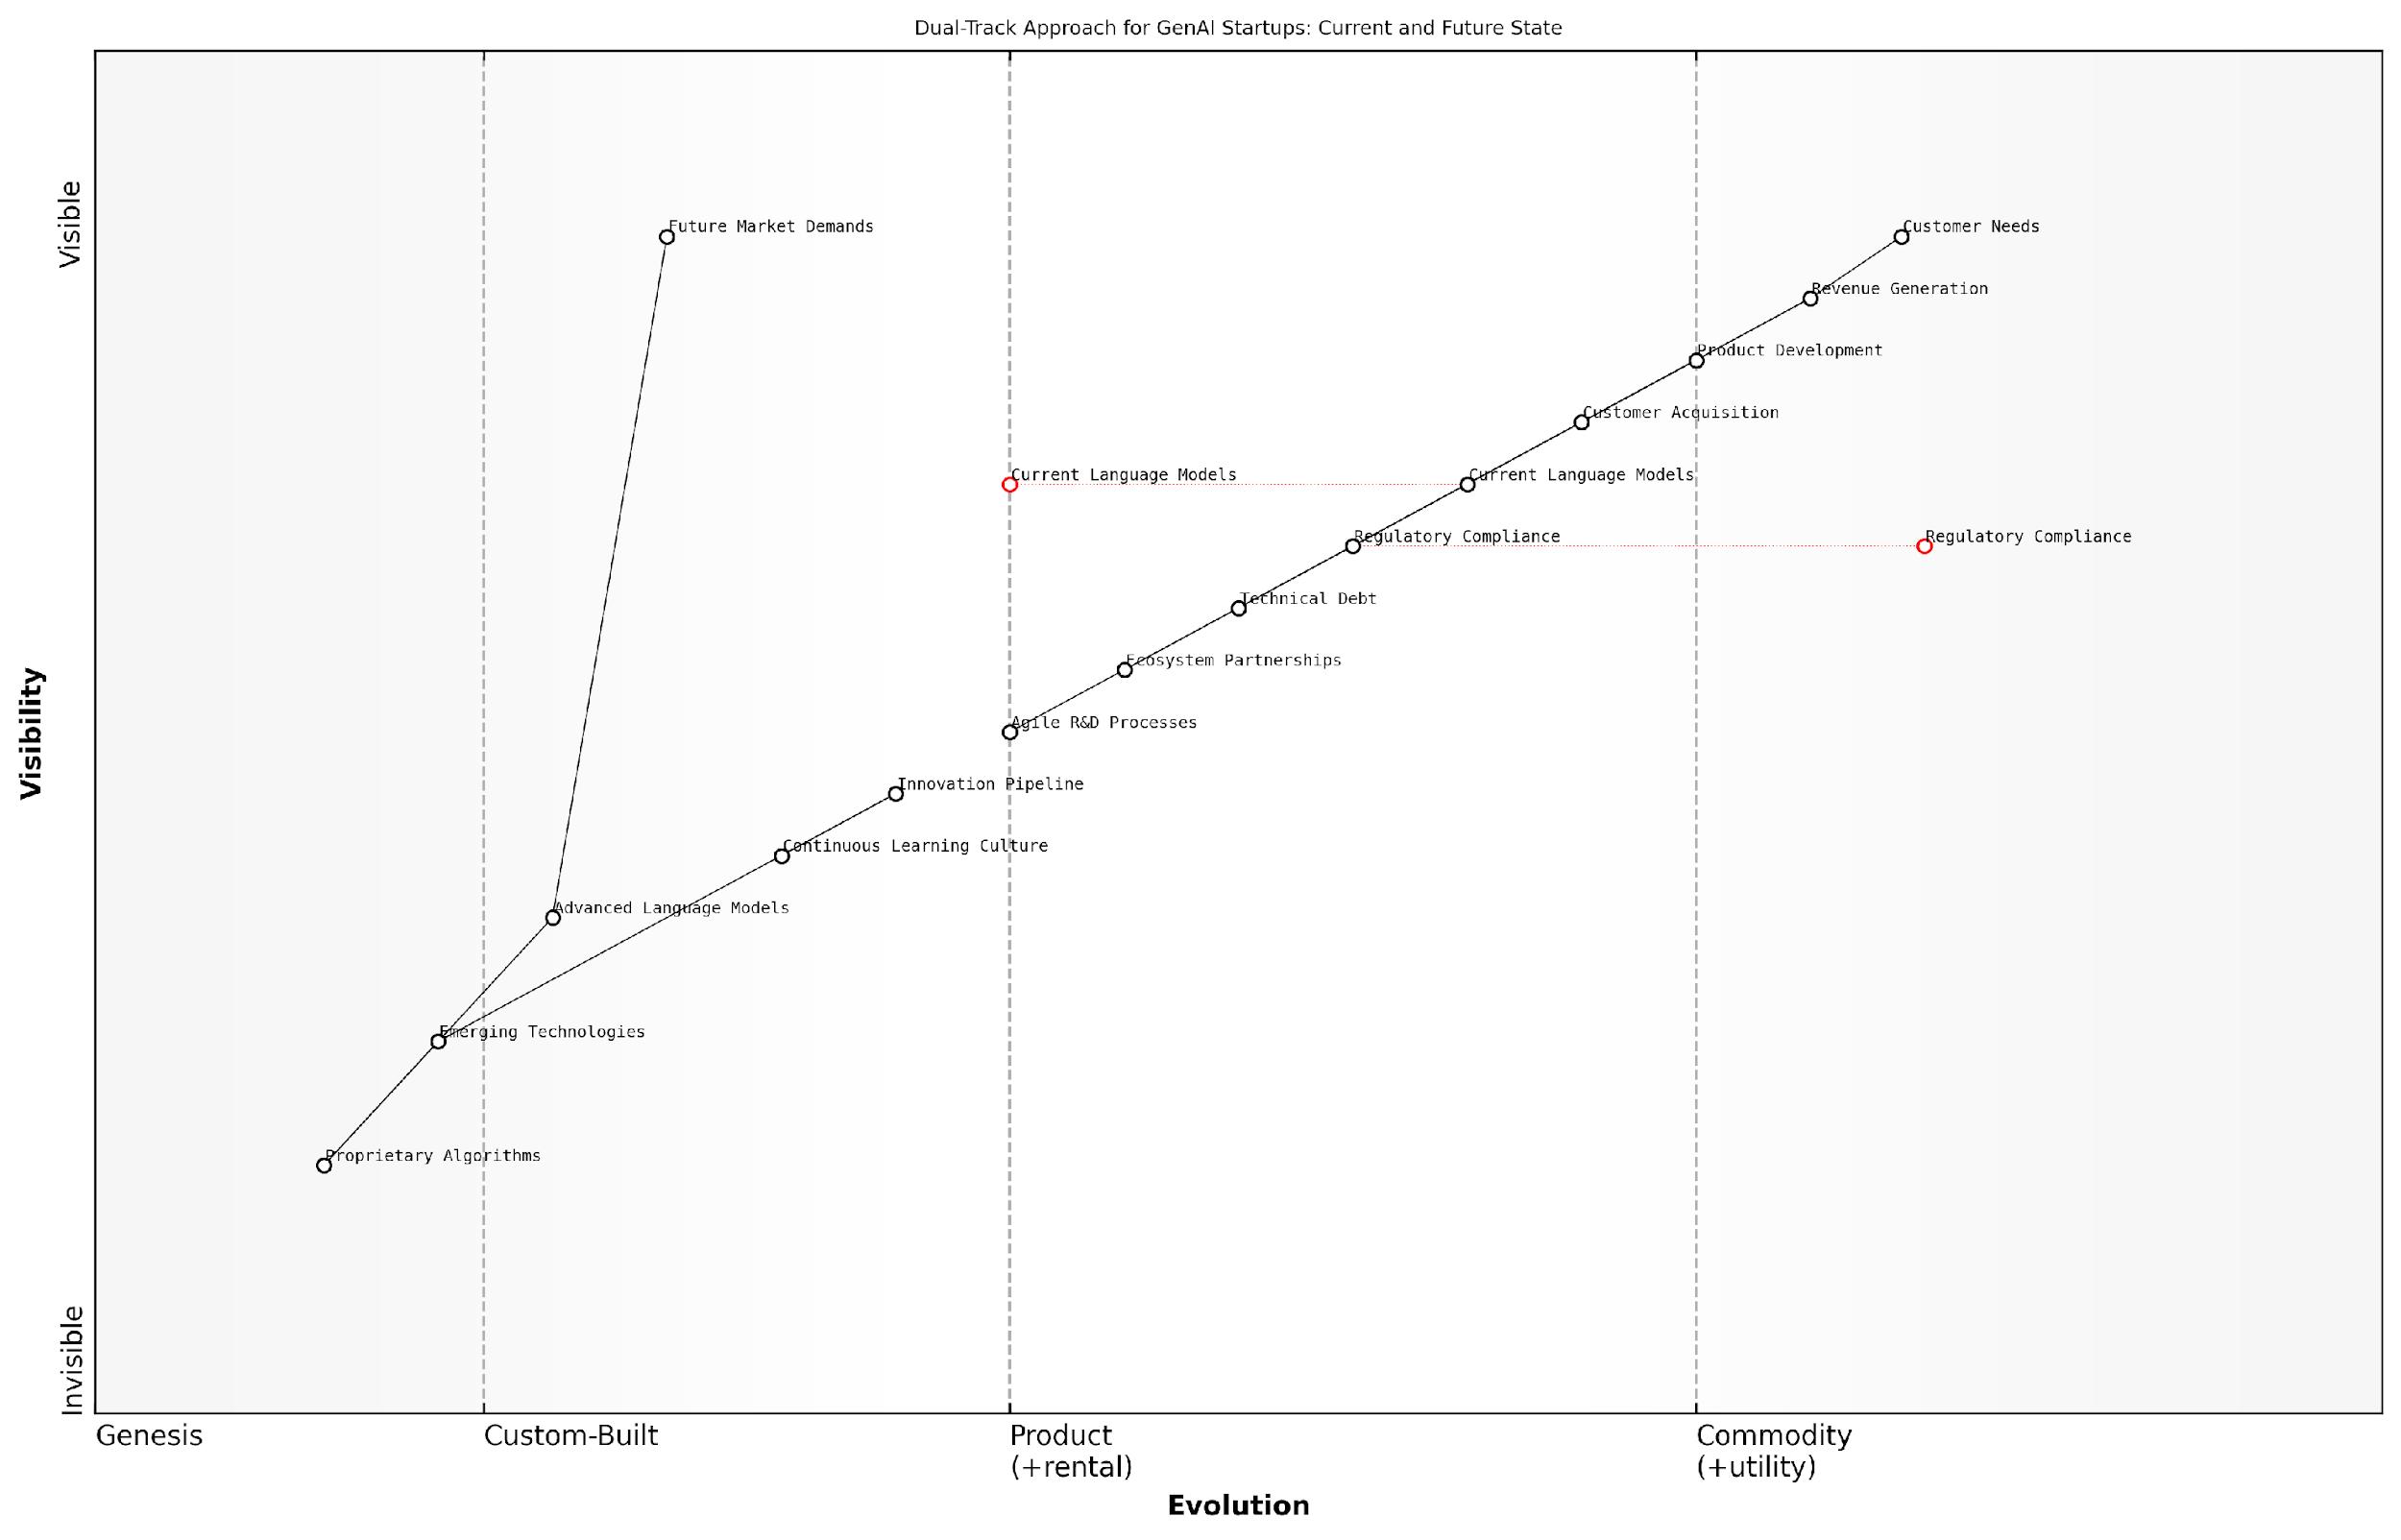 Dual-Track Approach for GenAI Startups: Current and Future State
Visible
Future Market Demands
Customer Needs
Revenue Generation
Product Development
Customer Acquisition
Current Language Models
Current Language Models
Regulatory Compliance
Regulatory Compliance
Technical Debt
Ecosystem Partnerships
Visibility
Agile R&D Processes
Innovation Pipeline
Continuous Learning Culture
Advanced Language Models
Emerging Technologies
Proprietary Algorithms
Invisible
Genesis
Custom-Built
Product
(+rental)
Commodity
(+utility)
Evolution